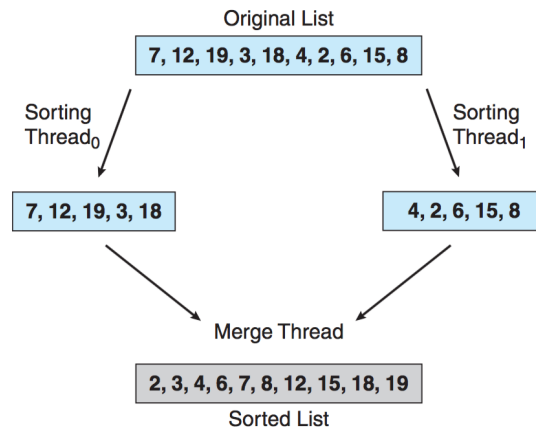 Original List
7, 12, 19, 3, 18, 4, 2, 6, 15, 8
Sorting
Thread₀
Sorting
Thread₁
7, 12, 19, 3, 18
4, 2, 6, 15, 8
Merge Thread
2, 3, 4, 6, 7, 8, 12, 15, 18, 19
Sorted List